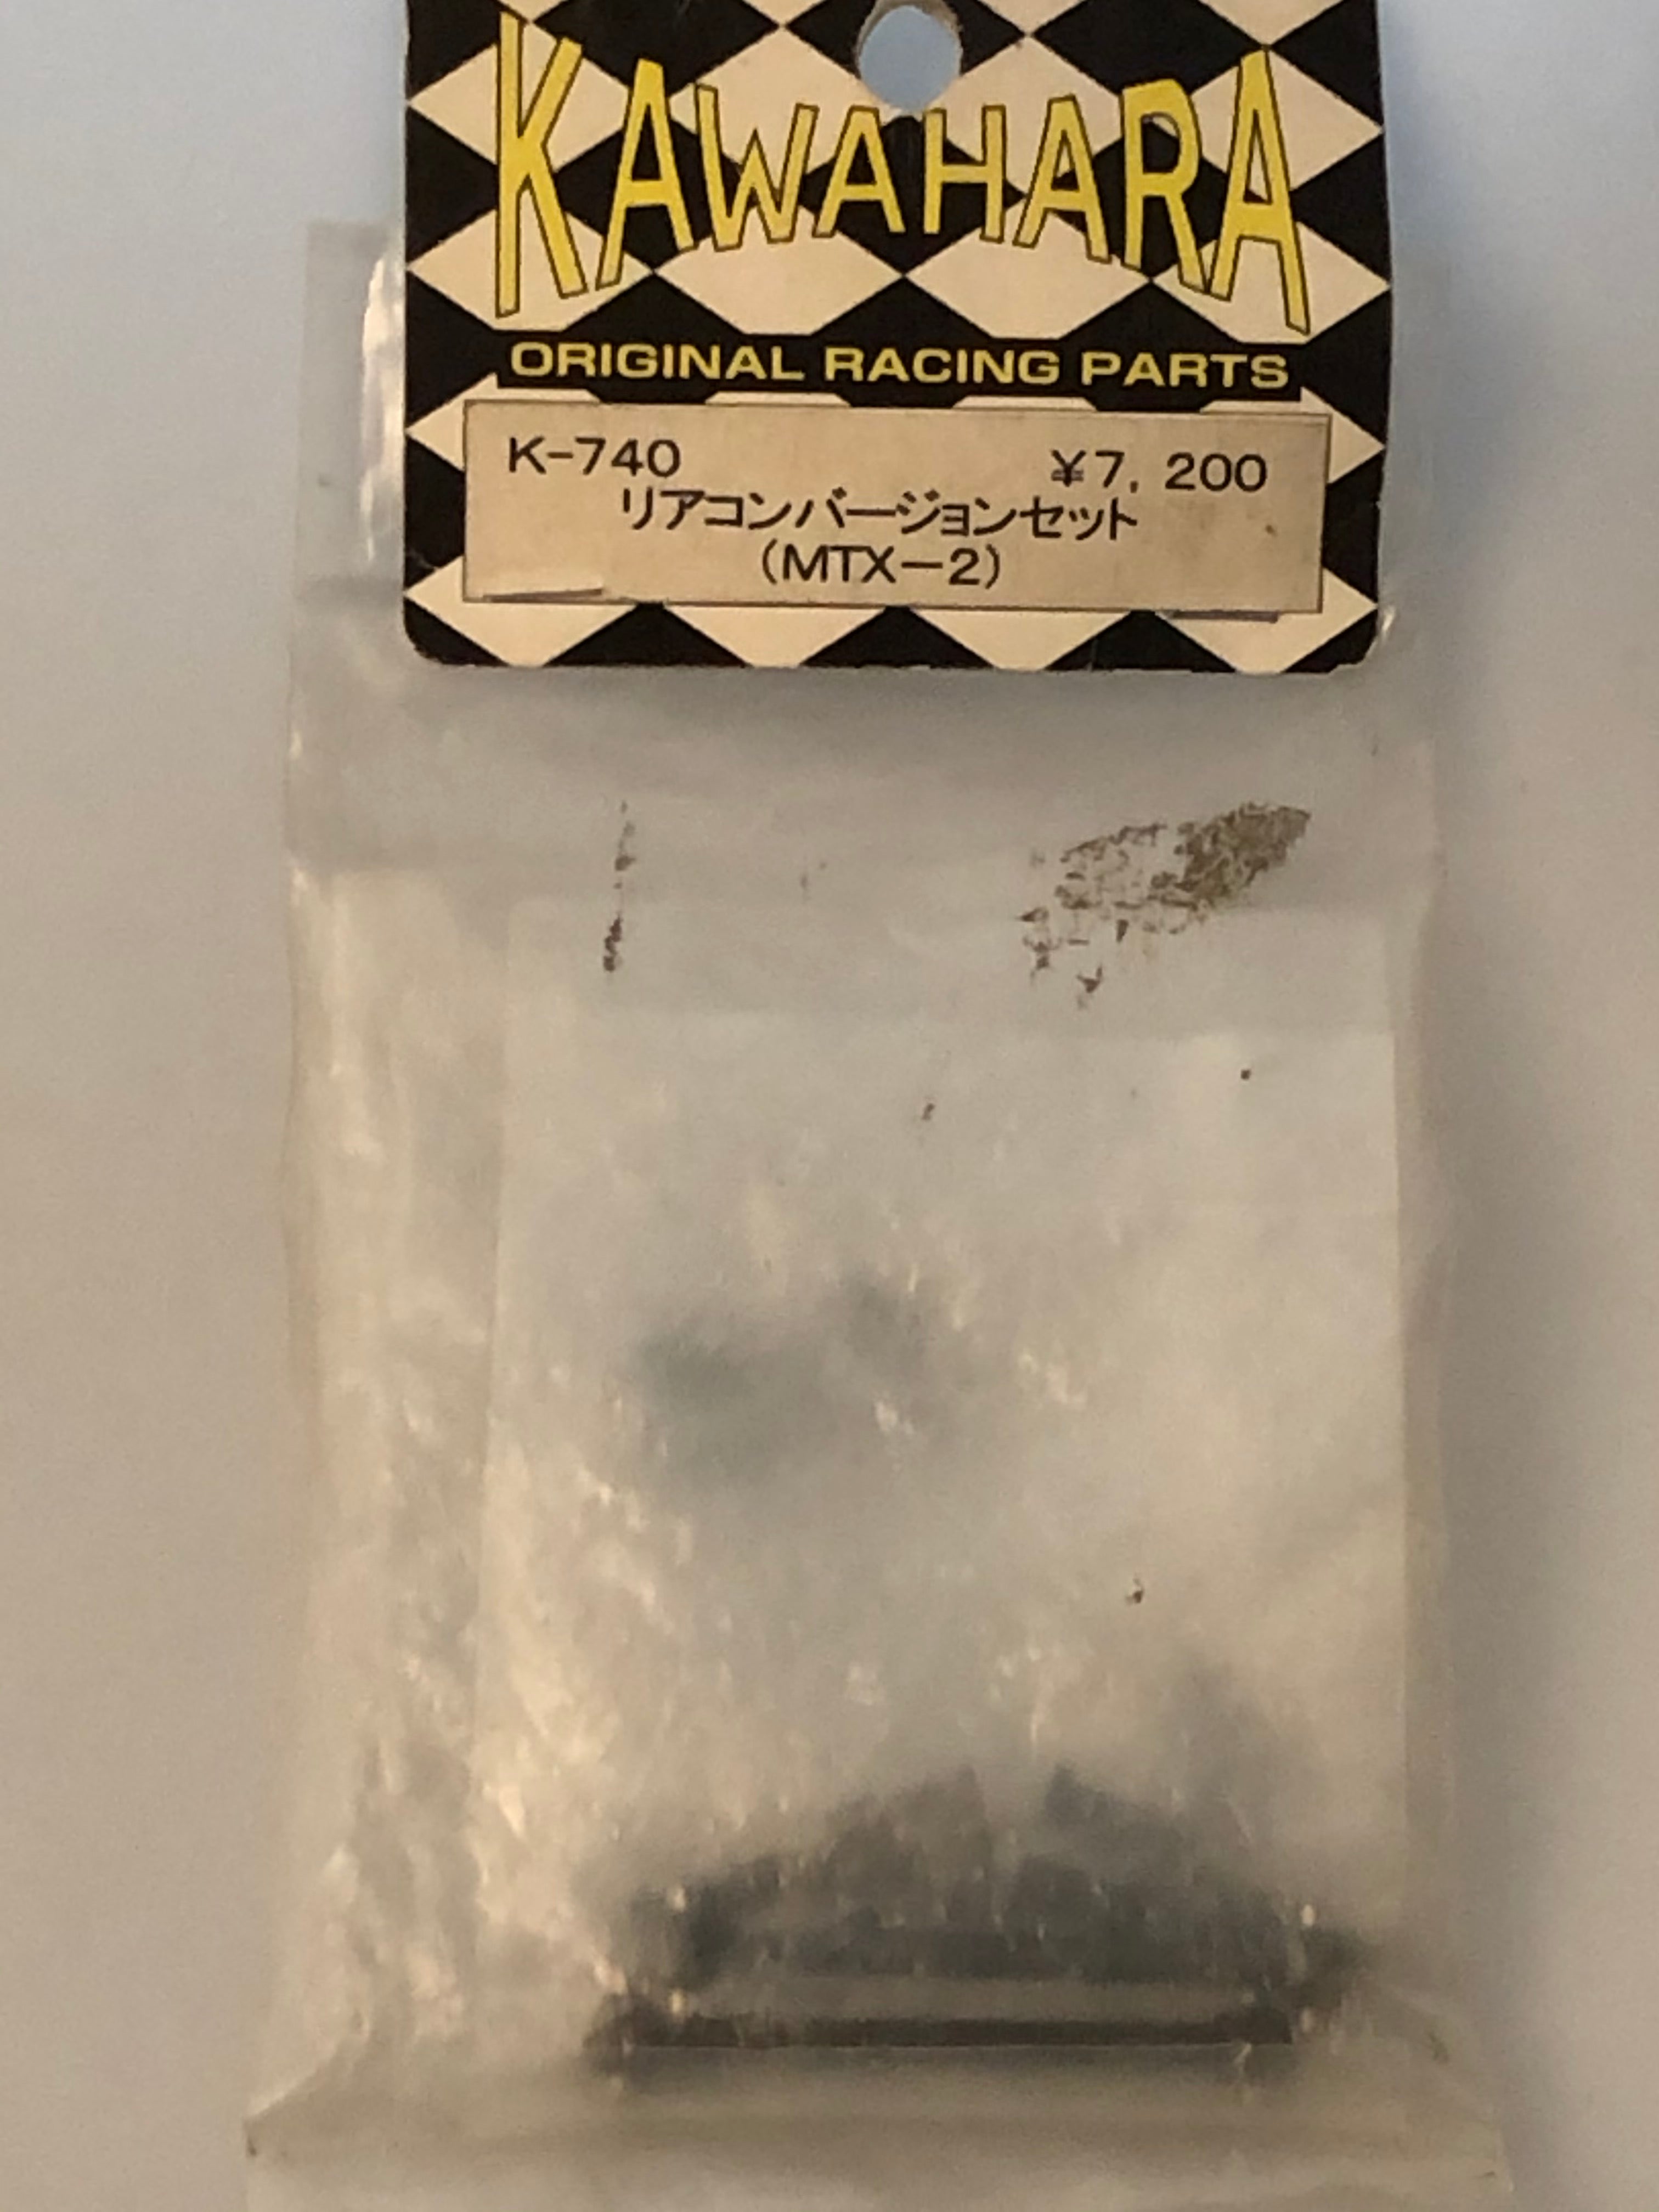 KAWAHARA
ORIGINAL RACING PARTS
K-740 ¥7,200
リアコンバージョンセット
(MTX-2)